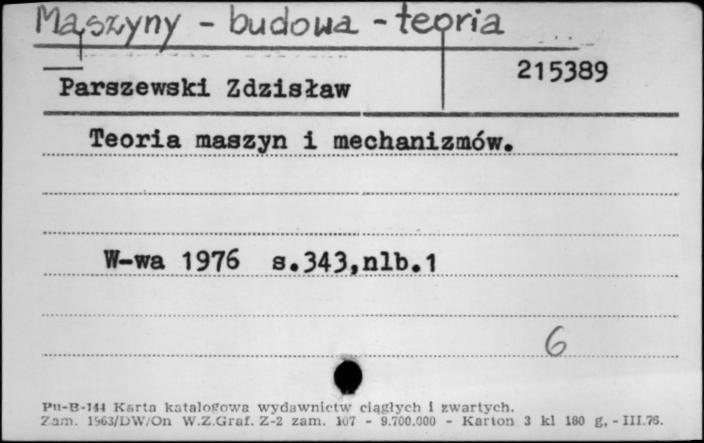 Maszyny - budowa - teoria
215389
Parszewski Zdzisław
Teoria maszyn i mechanizmów.
W-wa 1976 s.343,nlb.1
6
Pu-B-144 Karta katalogowa wydawnictw ciągłych i zwartych.
Zam. 1963/DW/On W.Z.Graf. Z-2 zam. 107 - 9.700.000 - Karton 3 kl 180 g, - III.76.